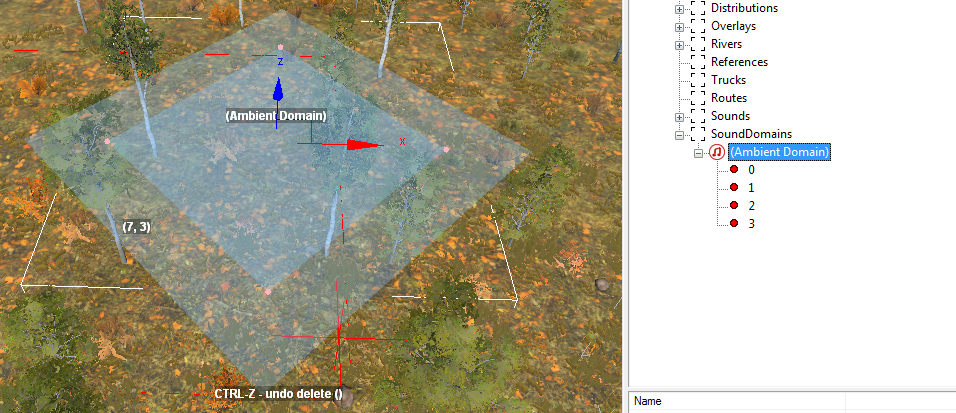 Z
(Ambient Domain)
X
(7, 3)
CTRL-Z - undo delete ()
Distributions
Overlays
Rivers
References
Trucks
Routes
Sounds
SoundDomains
(Ambient Domain)
0
1
2
3
Name